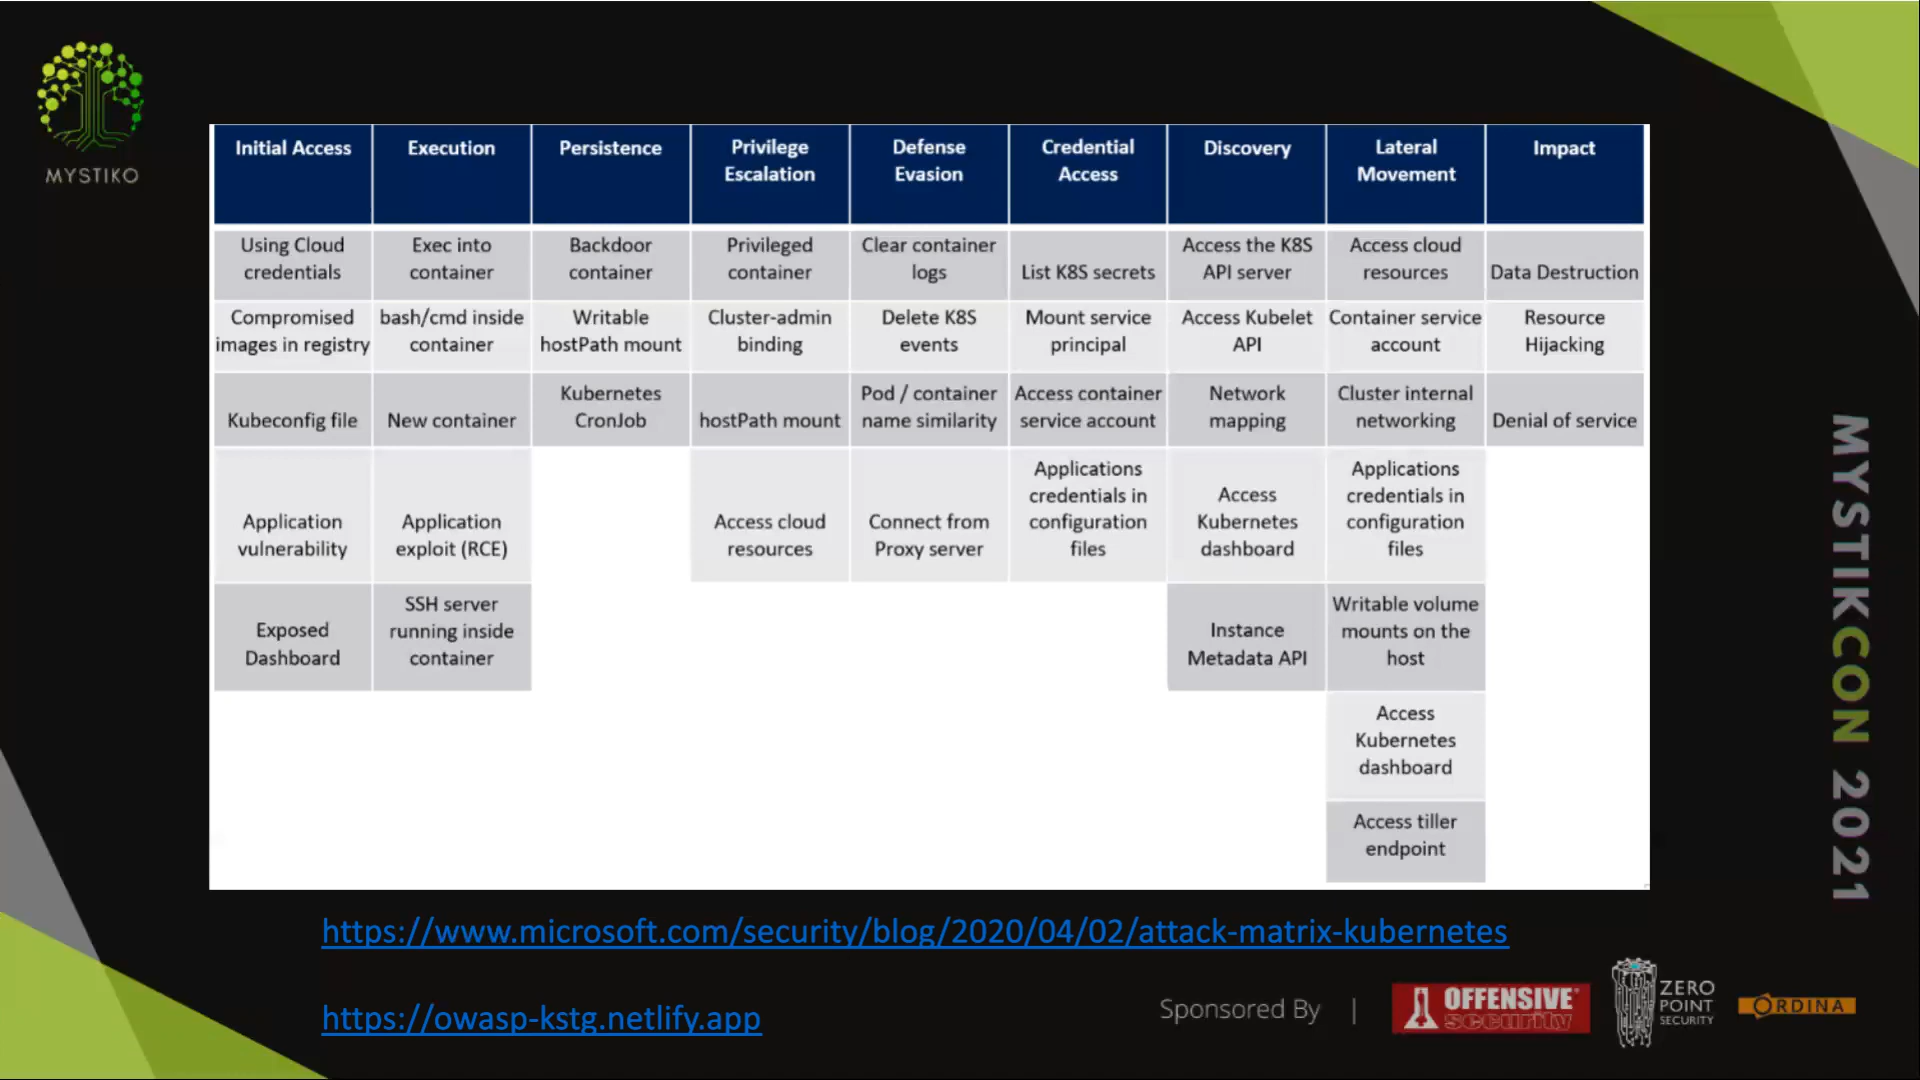 MYSTIKO
Initial Access
Execution
Persistence
Privilege
Escalation
Defense
Evasion
Credential
Access
Discovery
Lateral
Movement
Impact
Using Cloud
credentials
Exec into
container
Backdoor
container
Privileged
container
Clear container
logs
List K8S secrets
Access the K8S
API server
Access cloud
resources
Data Destruction
Compromised
images in registry
bash/cmd inside
container
Writable
hostPath mount
Cluster-admin
binding
Delete K8S
events
Mount service
principal
Access Kubelet
API
Container service
account
Resource
Hijacking
Kubeconfig file
New container
Kubernetes
CronJob
hostPath mount
Pod / container
name similarity
Access container
service account
Network
mapping
Cluster internal
networking
Denial of service
Application
vulnerability
Application
exploit (RCE)
Access cloud
resources
Connect from
Proxy server
Applications
credentials in
configuration
files
Access
Kubernetes
dashboard
Applications
credentials in
configuration
files
Exposed
Dashboard
SSH server
running inside
container
Instance
Metadata API
Writable volume
mounts on the
host
Access
Kubernetes
dashboard
Access tiller
endpoint
MYSTIKCON 2021
https://www.microsoft.com/security/blog/2020/04/02/attack-matrix-kubernetes
https://owasp-kstg.netlify.app
Sponsored By |
OFFENSIVE
security
ZERO
POINT
SECURITY
ORDINA